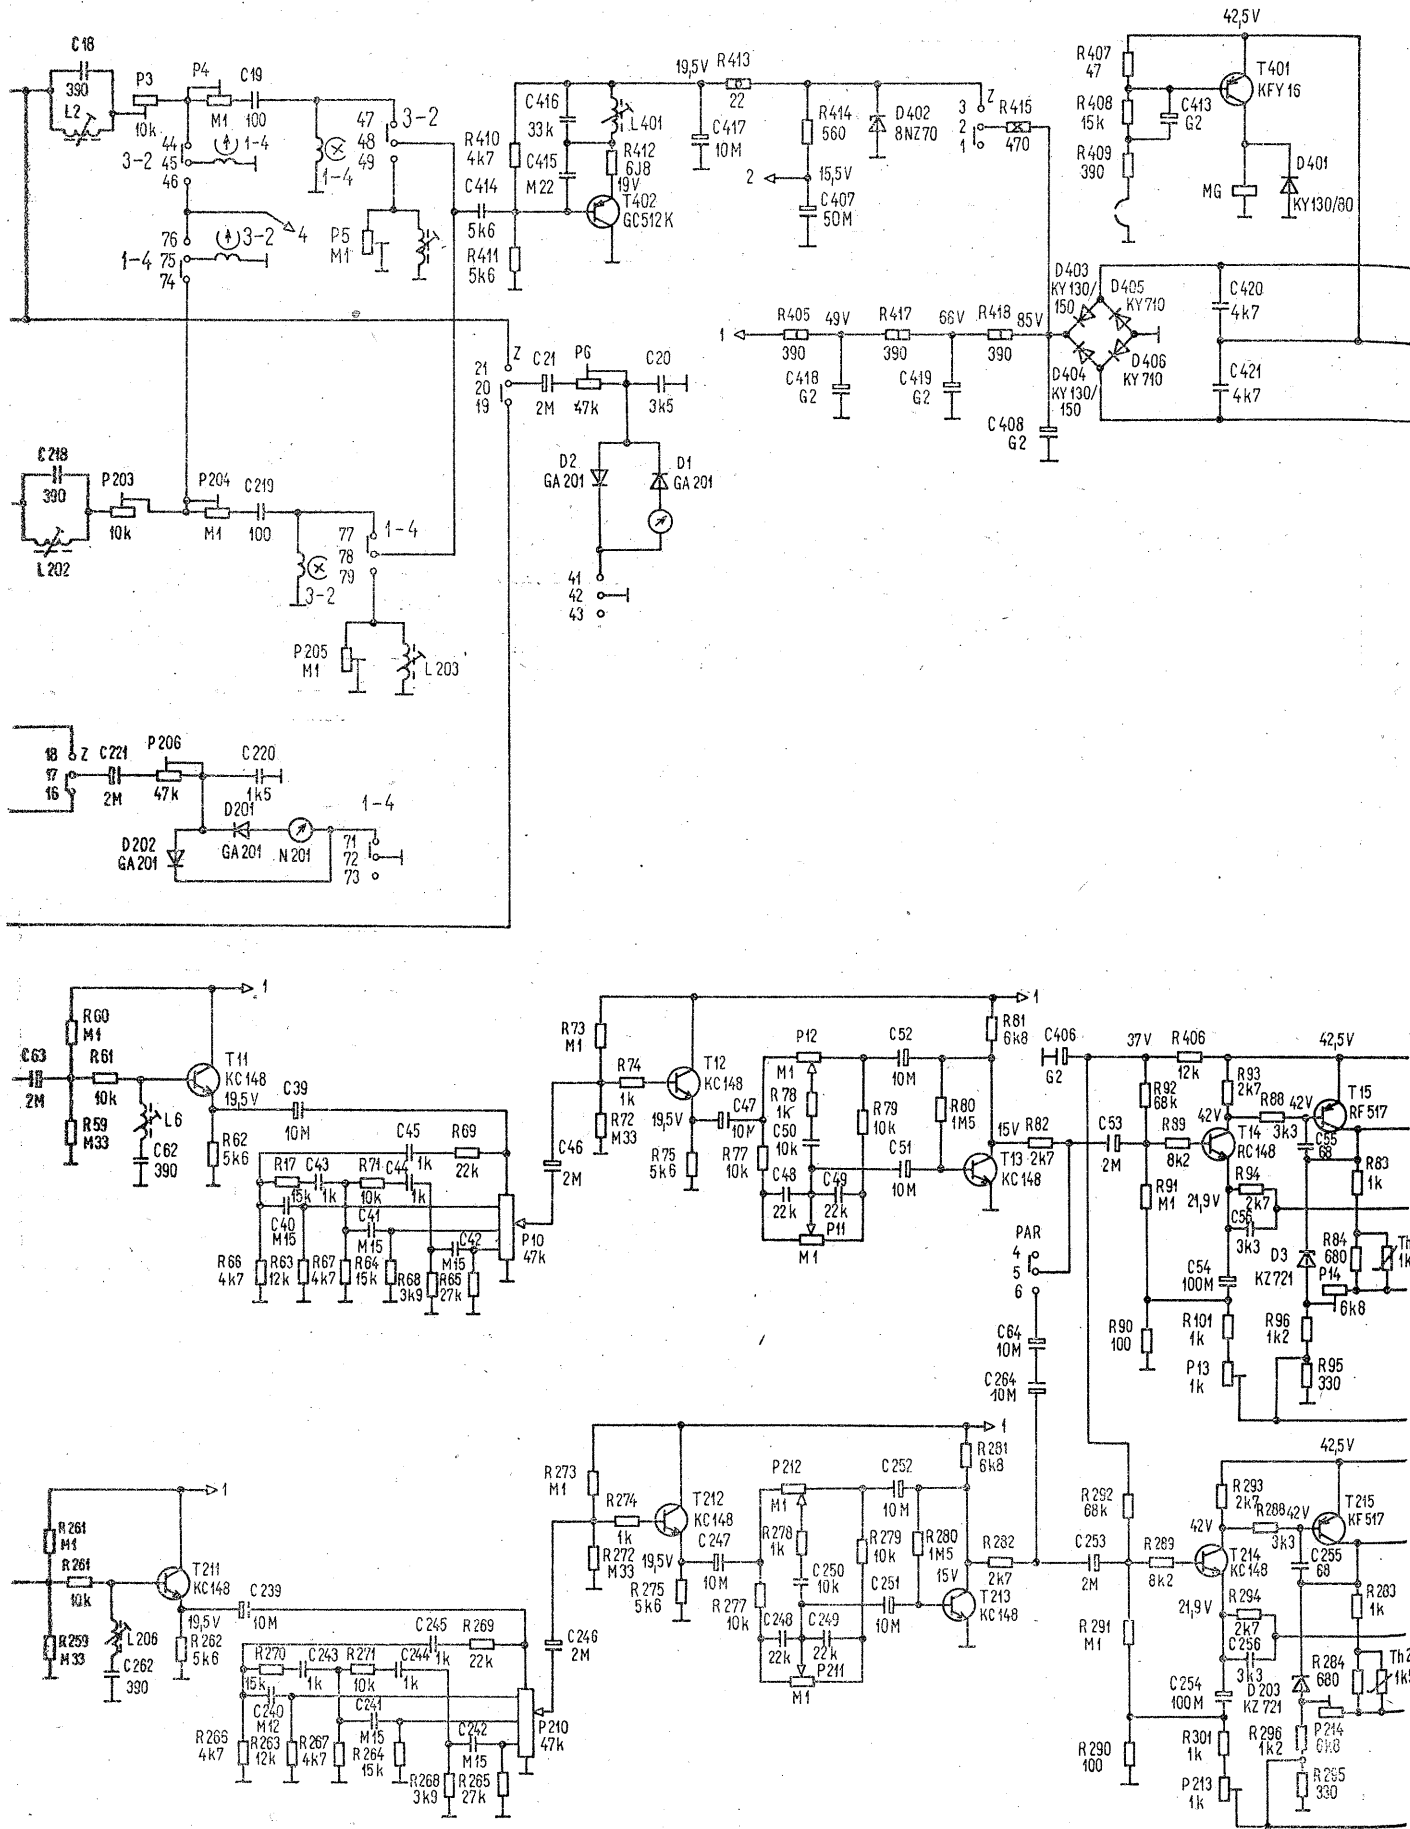 C18
390
L2
P3
10k
P4
M1
C19
100
44
45
46
3-2
1-4
1-4
47
48
49
3-2
4
76
75
74
3-2
1-4
P5
M1
C414
5k6
R410
4k7
R411
5k6
C416
33k
C415
M22
L401
R412
6J8
19V
T402
GC512K
19,5V
R413
22
C417
10M
R414
560
D402
8NZ70
2
15,5V
C407
50M
Z
3
2
1
R415
470
42,5V
R407
47
R408
15k
R409
390
C413
G2
T401
KFY16
MG
D401
KY130/80
D403
KY130/
150
D405
KY710
D404
KY130/
150
D406
KY710
C420
4k7
C421
4k7
1
R405
390
49V
R417
390
66V
R418
390
85V
C418
G2
C419
G2
C408
G2
21
20
19
Z
C21
2M
P6
47k
C20
3k5
D2
GA201
D1
GA201
41
42
43
C218
390
L202
P203
10k
P204
M1
C219
100
77
78
79
1-4
3-2
P205
M1
L203
18
17
16
Z
C221
2M
P206
47k
C220
1k5
D201
GA201
N201
D202
GA201
1-4
71
72
73
1
R60
M1
C63
2M
R61
10k
R59
M33
L6
C62
390
T11
KC148
19,5V
R62
5k6
C39
10M
C45
1k
R69
22k
R17
15k
C43
1k
R71
10k
C44
1k
C40
M15
C41
M15
C42
M15
R66
4k7
R63
12k
R67
4k7
R64
15k
R68
3k9
R65
27k
P10
47k
C46
2M
R73
M1
R74
1k
R72
M33
T12
KC148
19,5V
R75
5k6
C47
10M
P12
M1
R78
1k
C50
10k
R77
10k
C48
22k
C49
22k
P11
M1
R79
10k
C52
10M
C51
10M
R80
1M5
1
R81
6k8
15V
T13
KC148
R82
2k7
PAR
4
5
6
C64
10M
C264
10M
C406
G2
37V
R406
12k
R92
68k
C53
2M
R89
8k2
R91
M1
R90
100
R93
2k7
42V
T14
RC148
R88
3k3
42V
42,5V
T15
RF517
C55
68
R94
2k7
21,9V
C56
3k3
C54
100M
R101
1k
P13
1k
D3
KZ721
R83
1k
R84
680
Th
1k
P14
6k8
R96
1k2
R95
330
1
R261
M1
R261
10k
R259
M33
L206
C262
390
T211
KC148
19,5V
R262
5k6
C239
10M
C245
1k
R269
22k
R270
15k
C243
1k
R271
10k
C244
1k
C240
M12
C241
M15
C242
M15
R266
4k7
R263
12k
R267
4k7
R264
15k
R268
3k9
R265
27k
P210
47k
C246
2M
R273
M1
R274
1k
R272
M33
T212
KC148
19,5V
R275
5k6
C247
10M
P212
M1
R278
1k
C250
10k
R277
10k
C248
22k
C249
22k
P211
M1
R279
10k
C252
10M
C251
10M
R280
1M5
1
R281
6k8
15V
T213
KC148
R282
2k7
R292
68k
C253
2M
R289
8k2
R291
M1
R290
100
R293
2k7
42V
T214
KC148
R288
3k3
42V
42,5V
T215
KF517
C255
68
R294
2k7
21,9V
C256
3k3
C254
100M
R301
1k
P213
1k
D203
KZ721
R283
1k
R284
680
Th2
1k5
P214
6k8
R296
1k2
R295
330